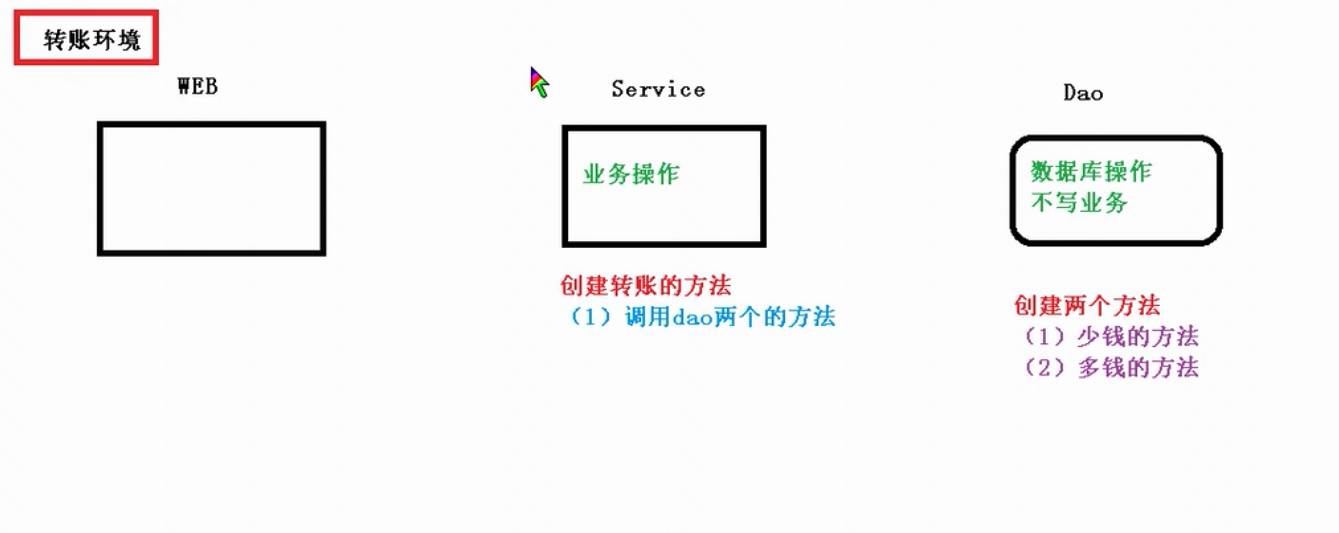 转账环境
WEB
Service
Dao
业务操作
数据库操作
不写业务
创建转账的方法
（1）调用dao两个的方法
创建两个方法
（1）少钱的方法
（2）多钱的方法